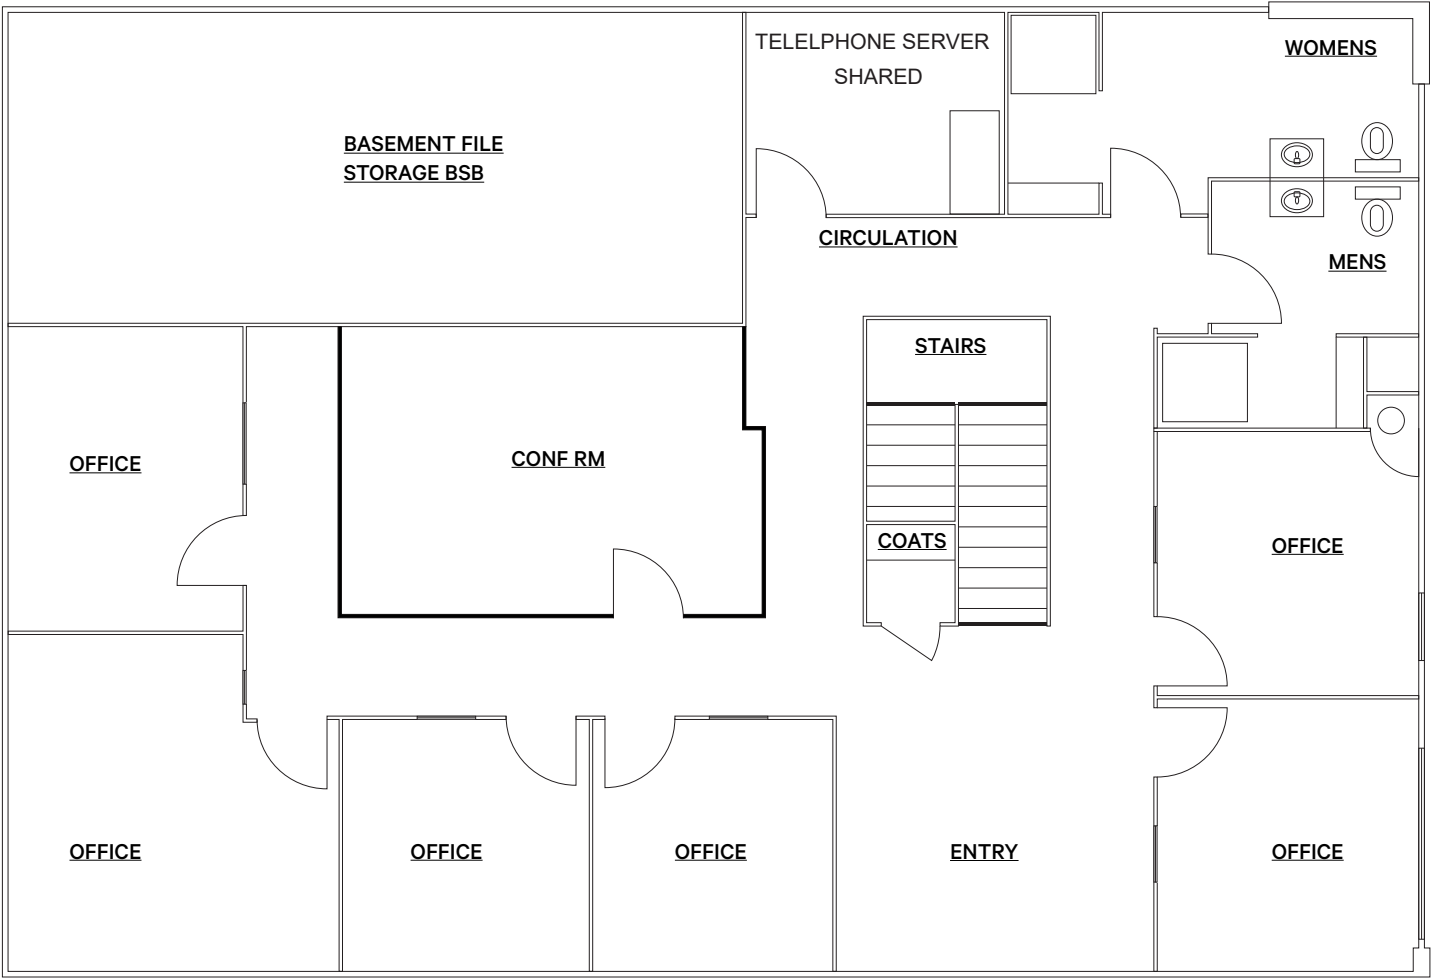 TELELPHONE SERVER
SHARED
WOMENS
BASEMENT FILE
STORAGE BSB
CIRCULATION
MENS
STAIRS
OFFICE
CONF RM
COATS
OFFICE
OFFICE
OFFICE
OFFICE
ENTRY
OFFICE